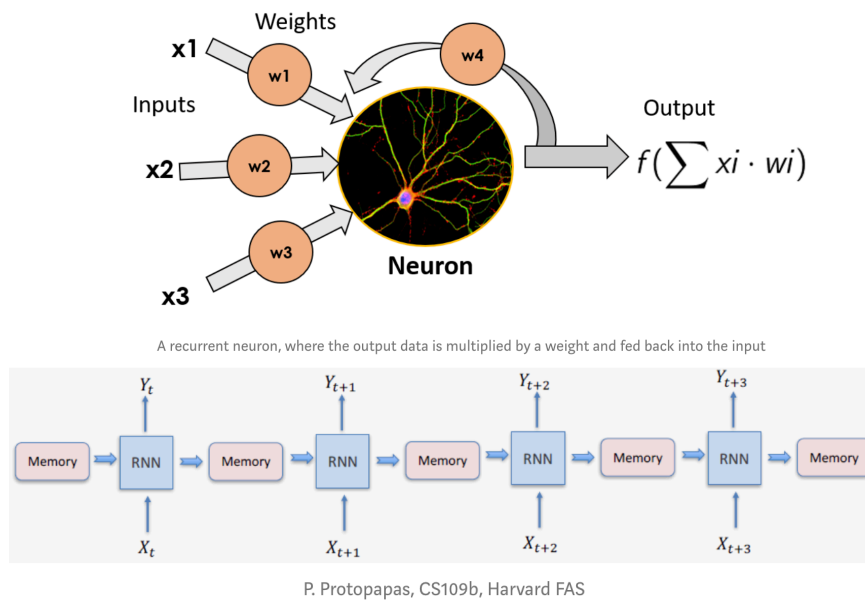 Weights
x1
w1
w4
Inputs
Output
x2
w2
f(∑ xi · wi)
w3
Neuron
x3
A recurrent neuron, where the output data is multiplied by a weight and fed back into the input
Yₜ Yₜ₊₁ Yₜ₊₂ Yₜ₊₃
Memory RNN Memory RNN Memory RNN Memory RNN Memory
Xₜ Xₜ₊₁ Xₜ₊₂ Xₜ₊₃
P. Protopapas, CS109b, Harvard FAS